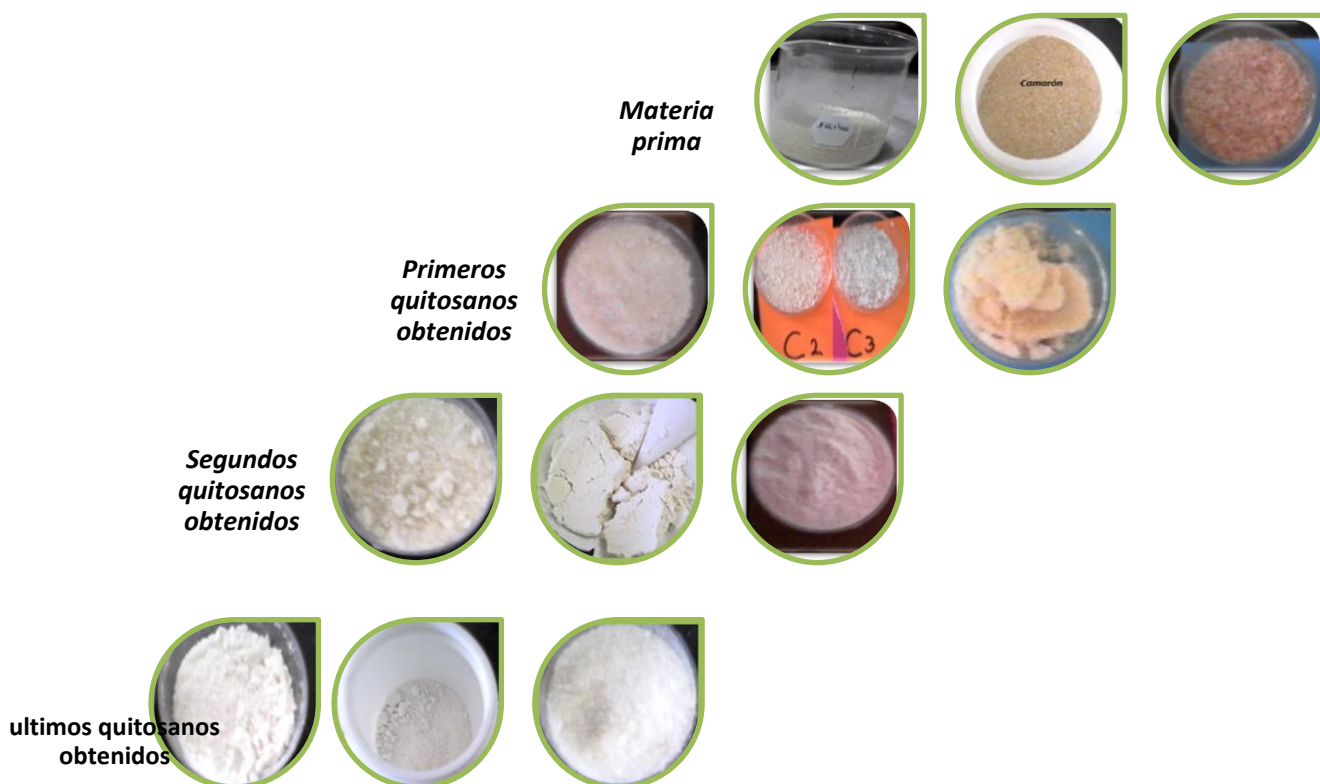 Materia
prima
Camarón
Primeros
quitosanos
obtenidos
C2 C3
Segundos
quitosanos
obtenidos
ultimos quitosanos
obtenidos